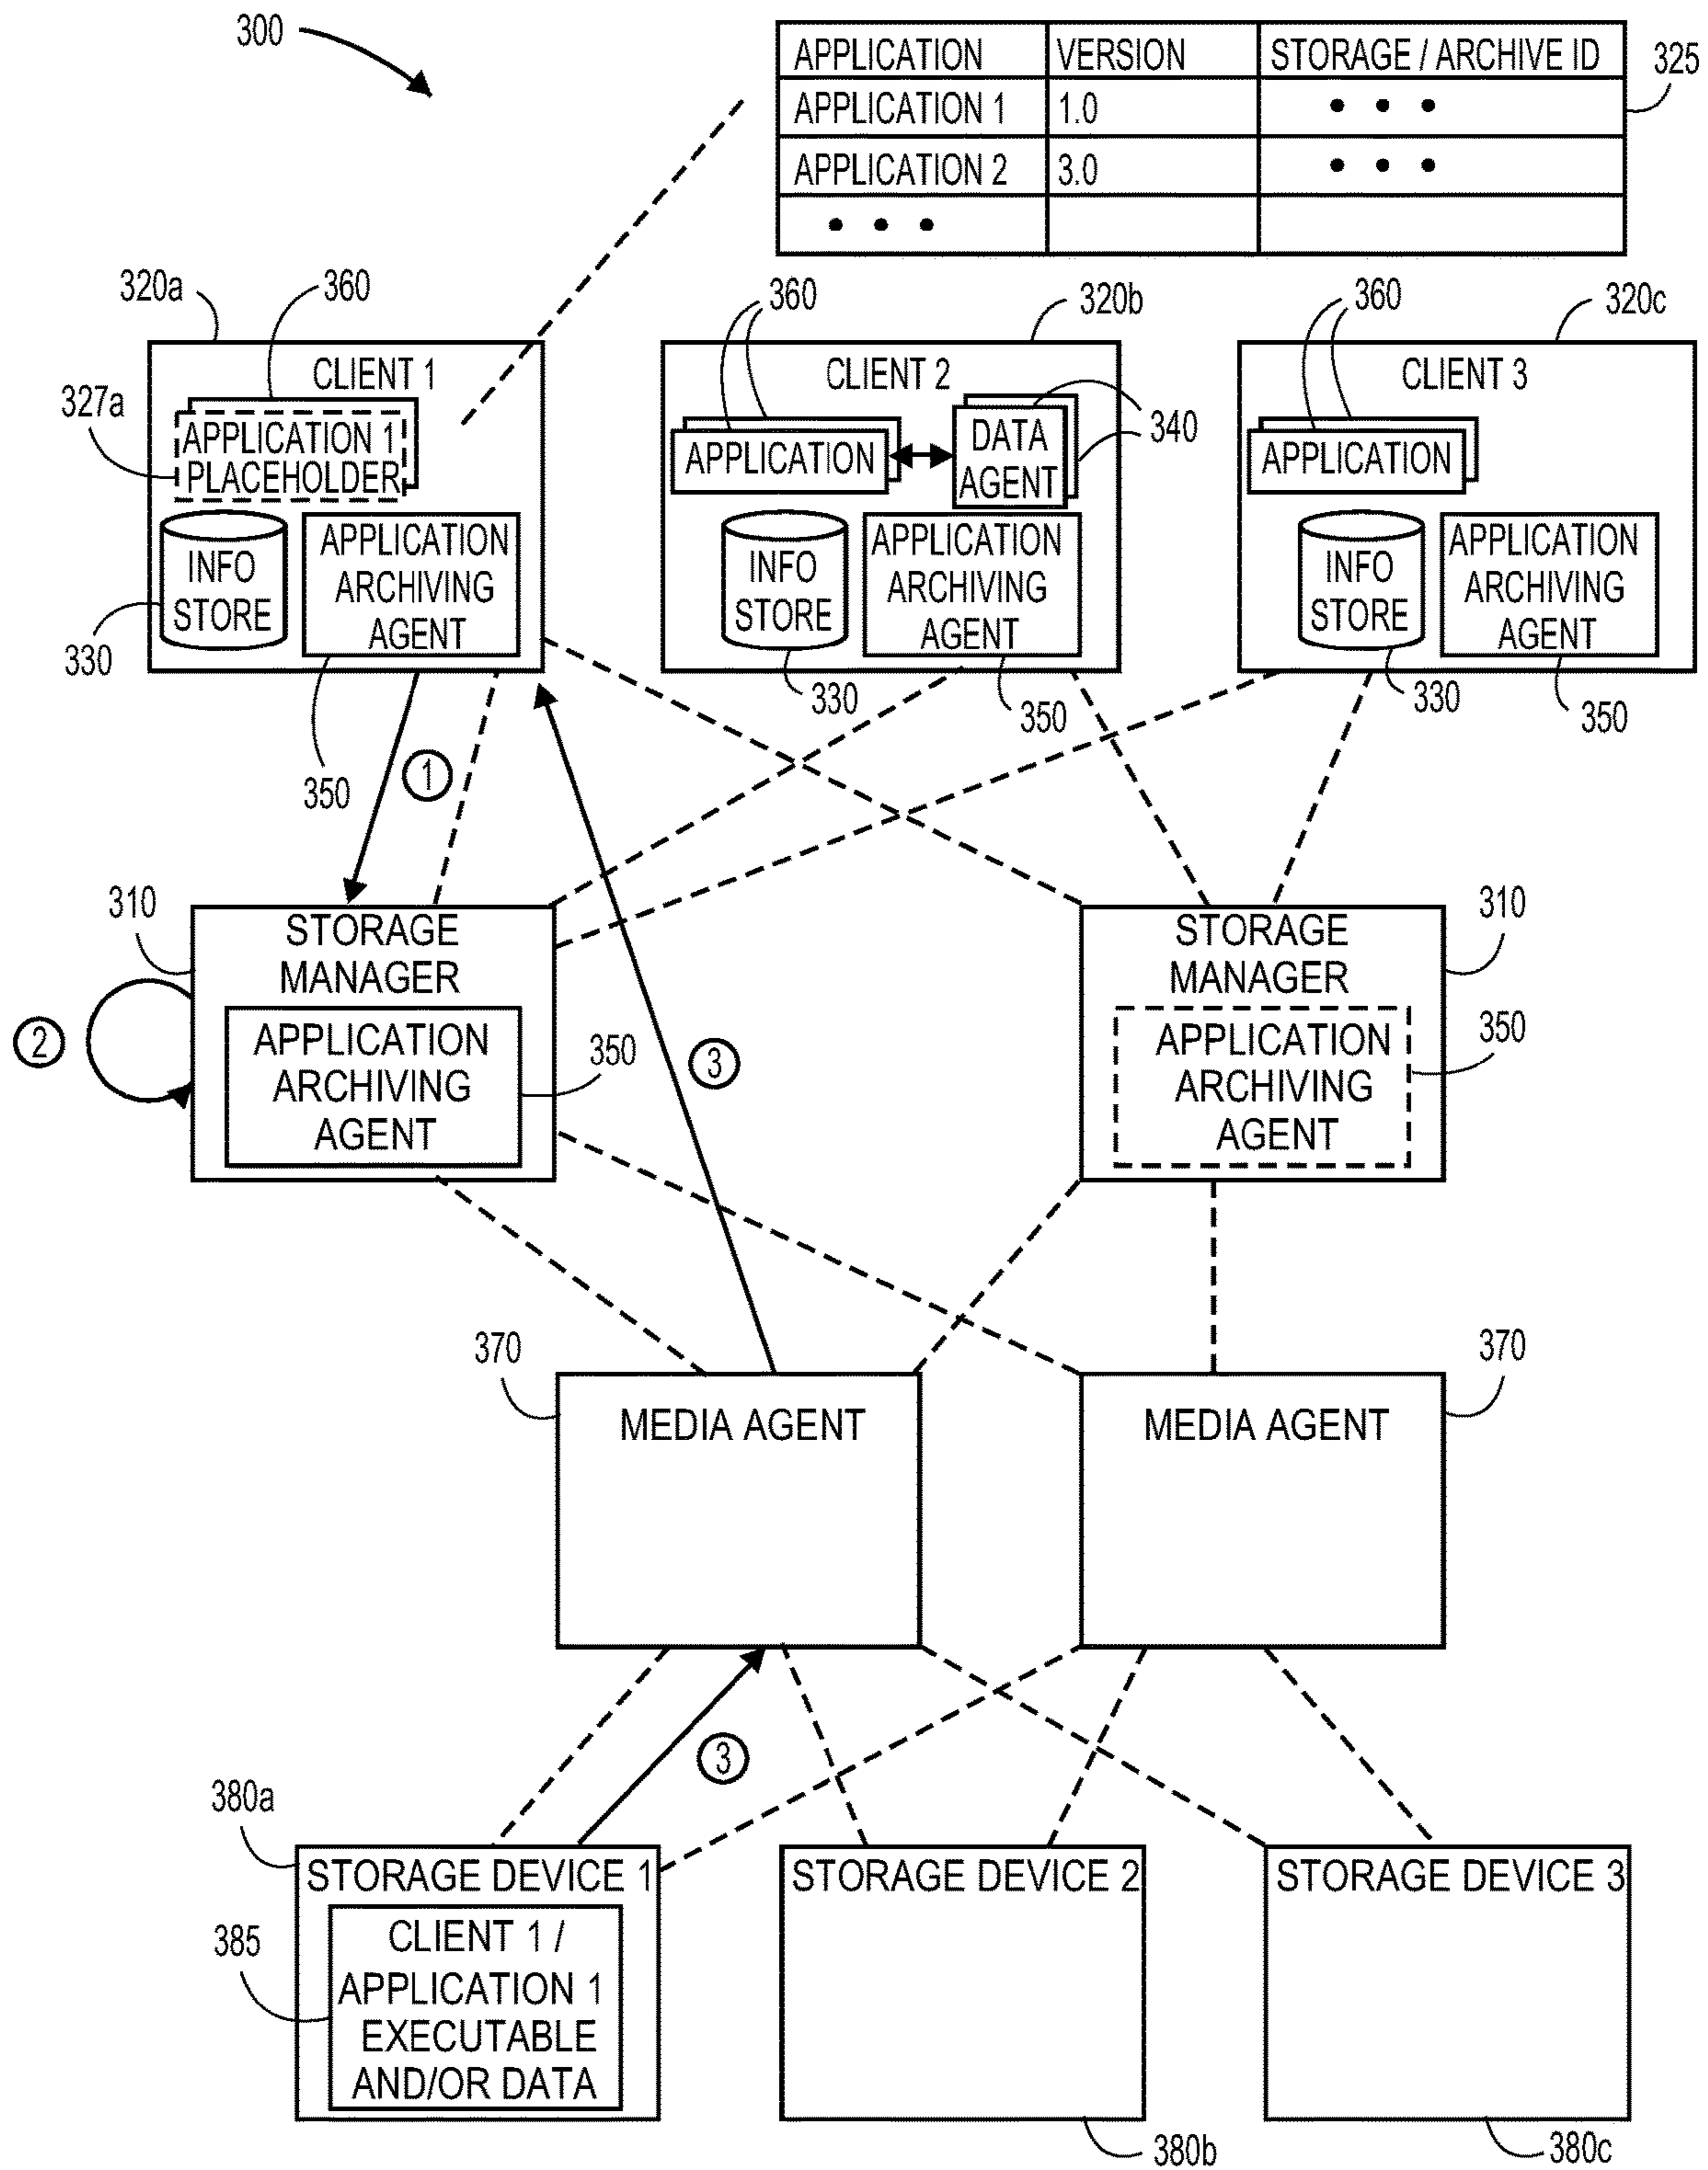 300
APPLICATION VERSION STORAGE / ARCHIVE ID
325
APPLICATION 1 1.0 • • •
APPLICATION 2 3.0 • • •
• • •
320a
360
360
320b
360
320c
CLIENT 1
327a
APPLICATION 1
PLACEHOLDER
INFO
STORE
APPLICATION
ARCHIVING
AGENT
330
350
CLIENT 2
APPLICATION
DATA
AGENT
340
INFO
STORE
APPLICATION
ARCHIVING
AGENT
330
350
CLIENT 3
APPLICATION
INFO
STORE
APPLICATION
ARCHIVING
AGENT
330
350
1
310
STORAGE
MANAGER
APPLICATION
ARCHIVING
AGENT
350
2
3
STORAGE
MANAGER
310
APPLICATION
ARCHIVING
AGENT
350
370
MEDIA AGENT
MEDIA AGENT
370
3
380a
STORAGE DEVICE 1
385
CLIENT 1 /
APPLICATION 1
EXECUTABLE
AND/OR DATA
STORAGE DEVICE 2
380b
STORAGE DEVICE 3
380c